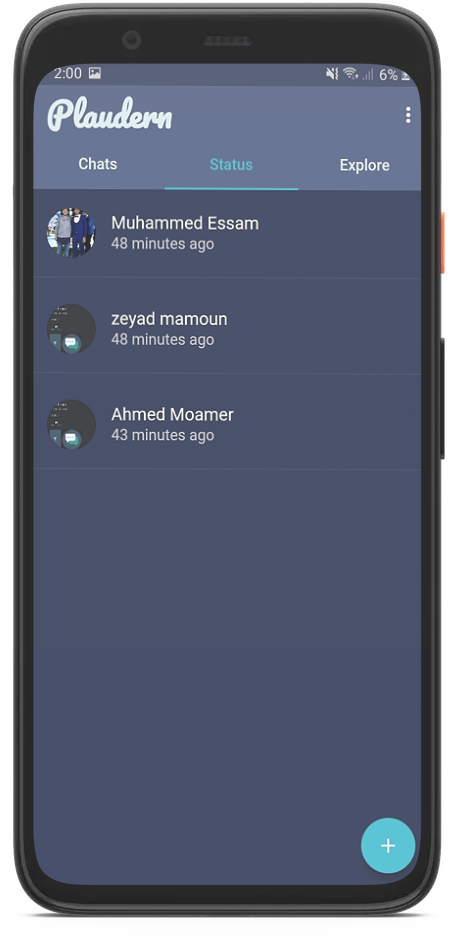 2:00 6%
Plaudern
Chats Status Explore
Muhammed Essam
48 minutes ago
zeyad mamoun
48 minutes ago
Ahmed Moamer
43 minutes ago
+